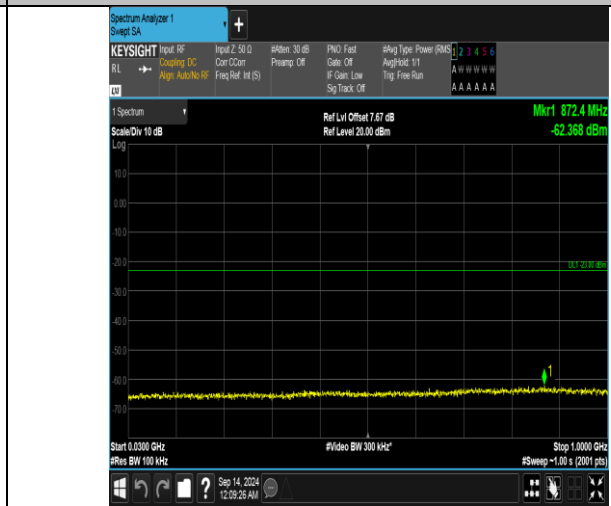 Spectrum Analyzer 1
Swept SA
+
KEYSIGHT Input: RF Input Z: 50 Ω #Atten: 30 dB PNO: Fast #Avg Type: Power (RMS 1 2 3 4 5 6
RL Coupling: DC Corr CCorr Preamp: Off Gate: Off Avg|Hold: 1/1 A W W W W W
Align: Auto/No RF Freq Ref: Int (S) IF Gain: Low Trig: Free Run
LXI Sig Track: Off A A A A A A
1 Spectrum Ref Lvl Offset 7.67 dB Mkr1 872.4 MHz
Scale/Div 10 dB Ref Level 20.00 dBm -62.368 dBm
Log
10.0
0.00
-10.0
-20.0
DL1 -23.00 dBm
-30.0
-40.0
-50.0
1
-60.0
-70.0
Start 0.0300 GHz #Video BW 300 kHz* Stop 1.0000 GHz
#Res BW 100 kHz #Sweep ~1.00 s (2001 pts)
? Sep 14, 2024
12:09:26 AM